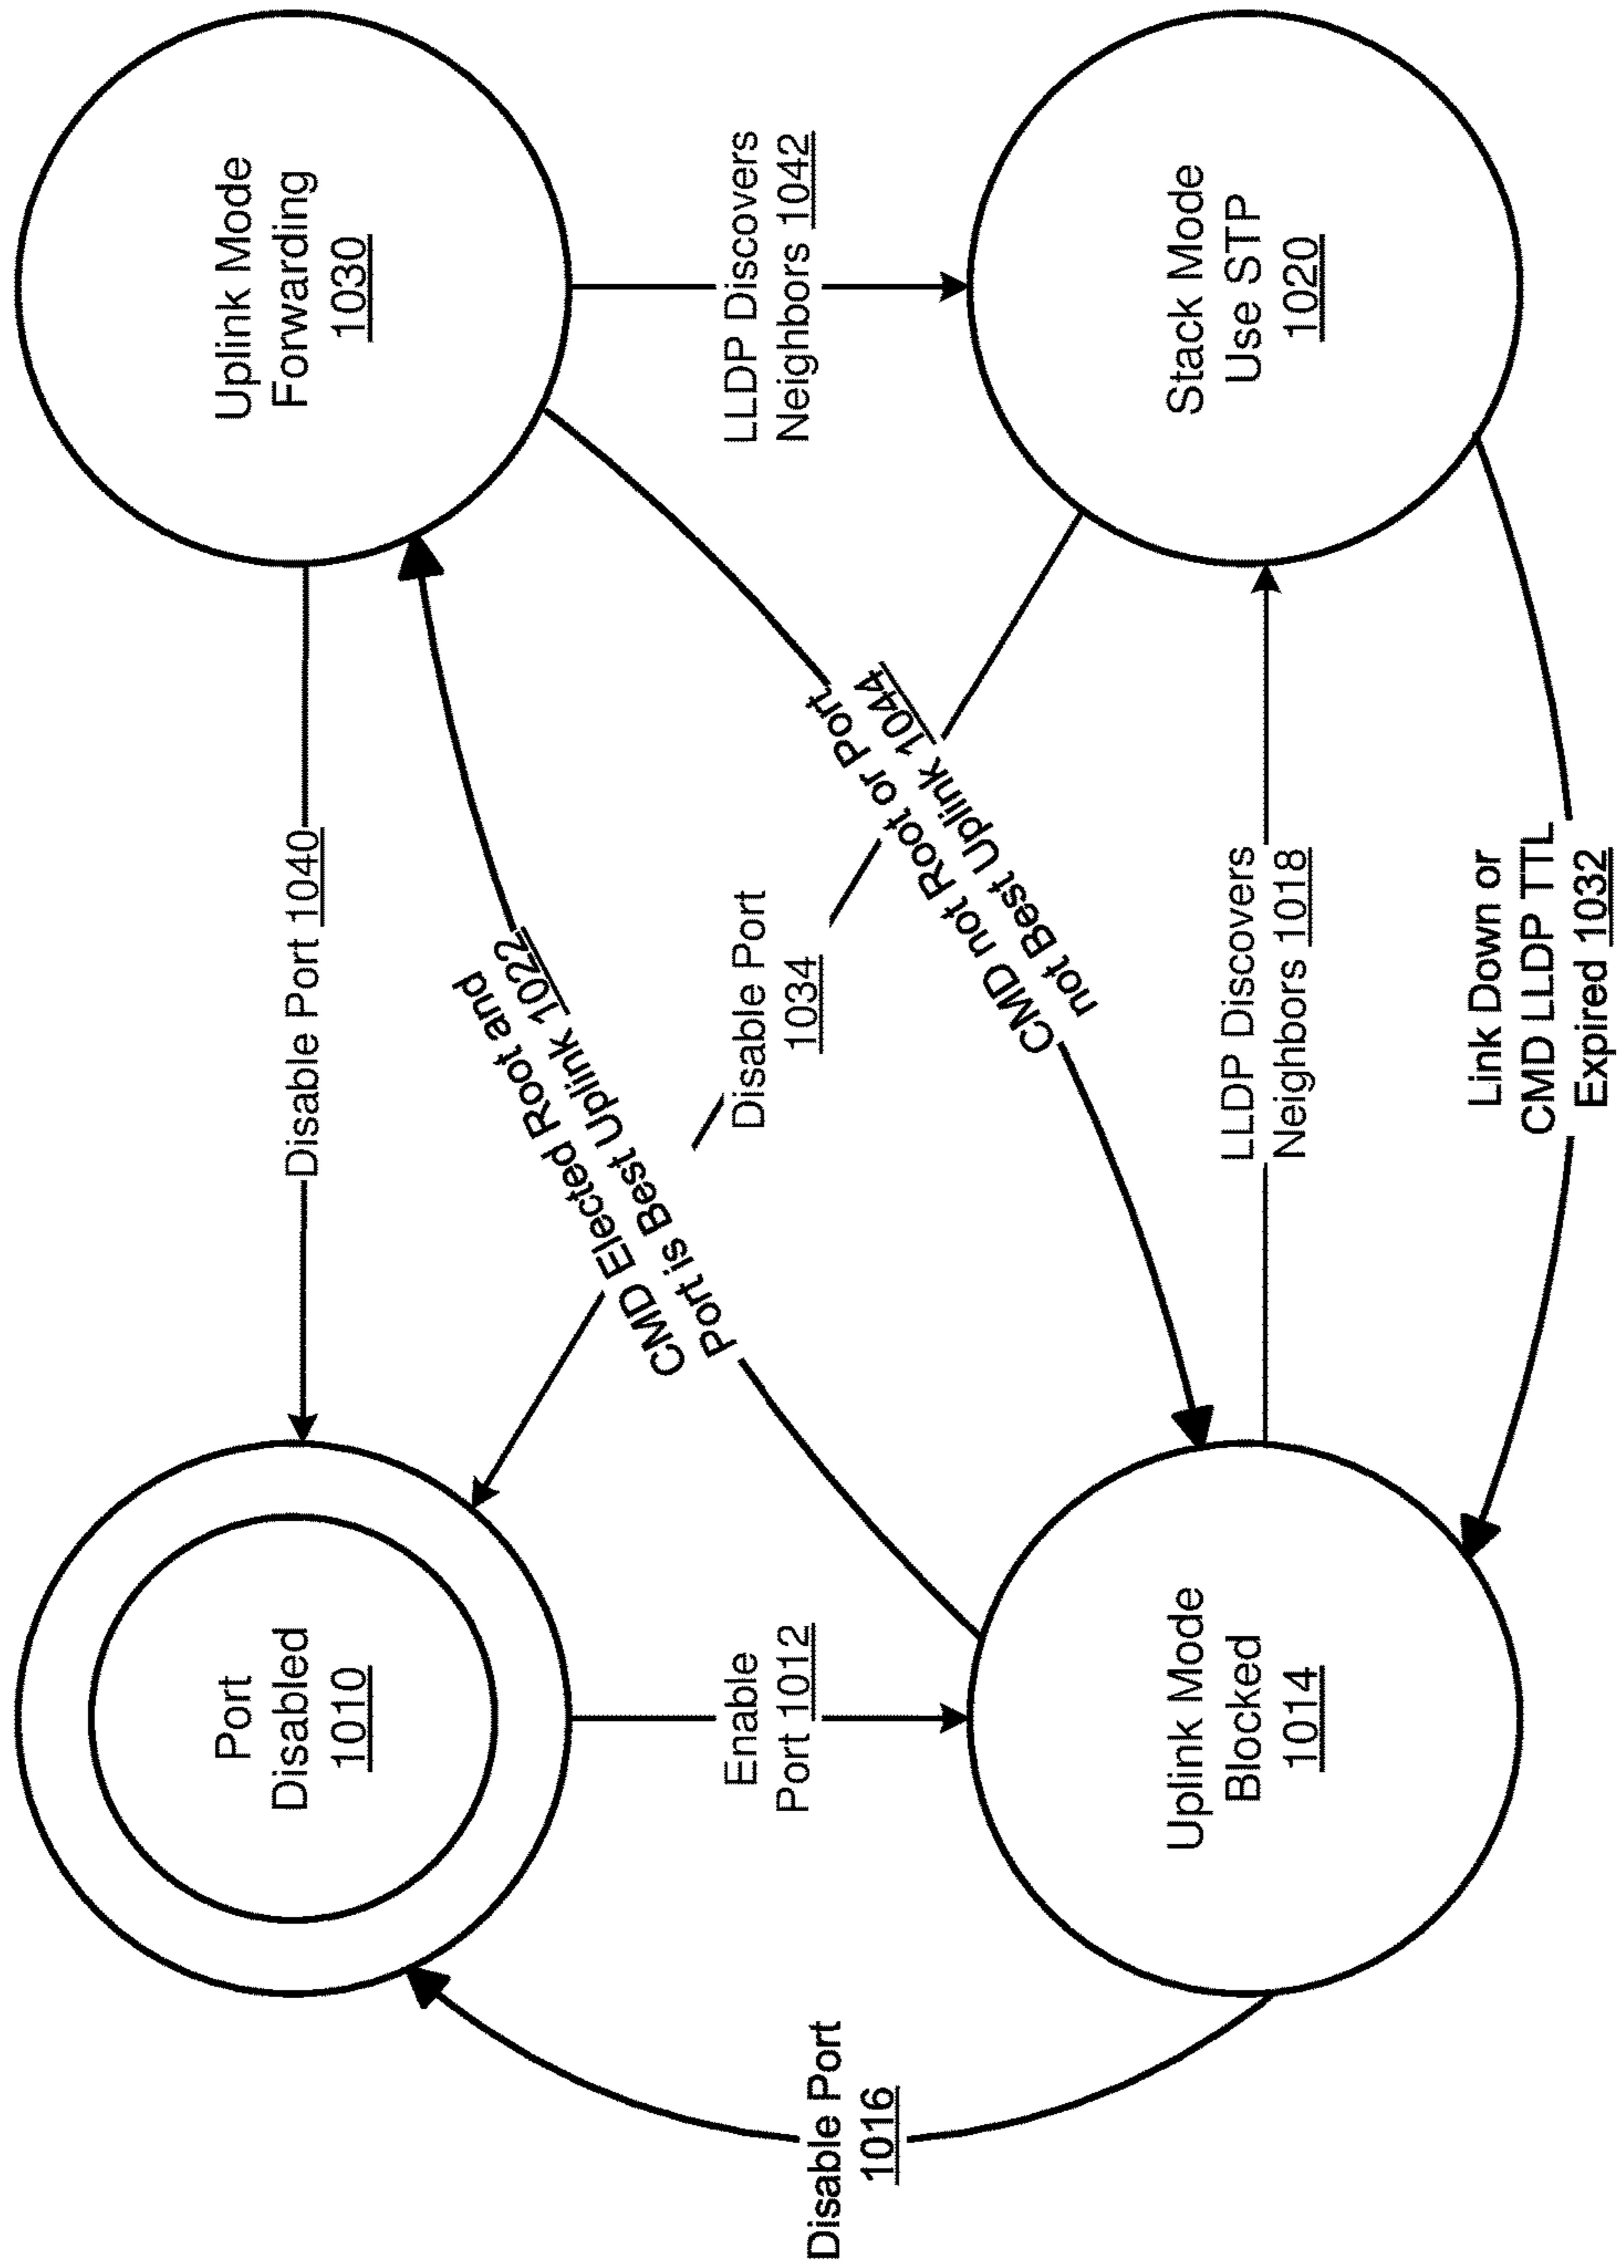 Disable Port
1016
Port
Disabled
1010
Enable
Port 1012
Uplink Mode
Blocked
1014
Disable Port 1040
CMD Elected Root and
Port is Best Uplink 1022
Disable Port
1034
CMD not Root or Port
not Best Uplink 1044
LLDP Discovers
Neighbors 1018
Link Down or
CMD LLDP TTL
Expired 1032
Uplink Mode
Forwarding
1030
LLDP Discovers
Neighbors 1042
Stack Mode
Use STP
1020